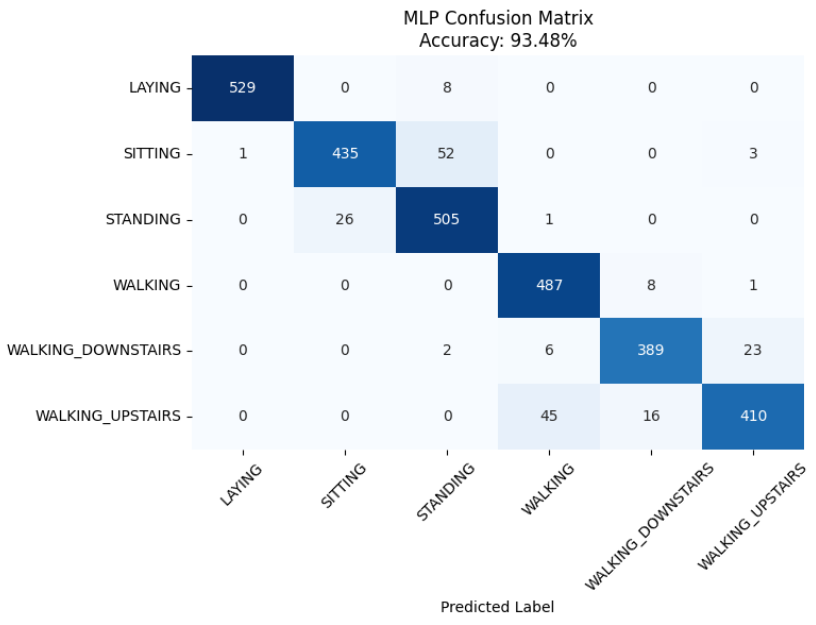 MLP Confusion Matrix
Accuracy: 93.48%
LAYING 529 0 8 0 0 0
SITTING 1 435 52 0 0 3
STANDING 0 26 505 1 0 0
WALKING 0 0 0 487 8 1
WALKING_DOWNSTAIRS 0 0 2 6 389 23
WALKING_UPSTAIRS 0 0 0 45 16 410
LAYING SITTING STANDING WALKING WALKING_DOWNSTAIRS WALKING_UPSTAIRS
Predicted Label